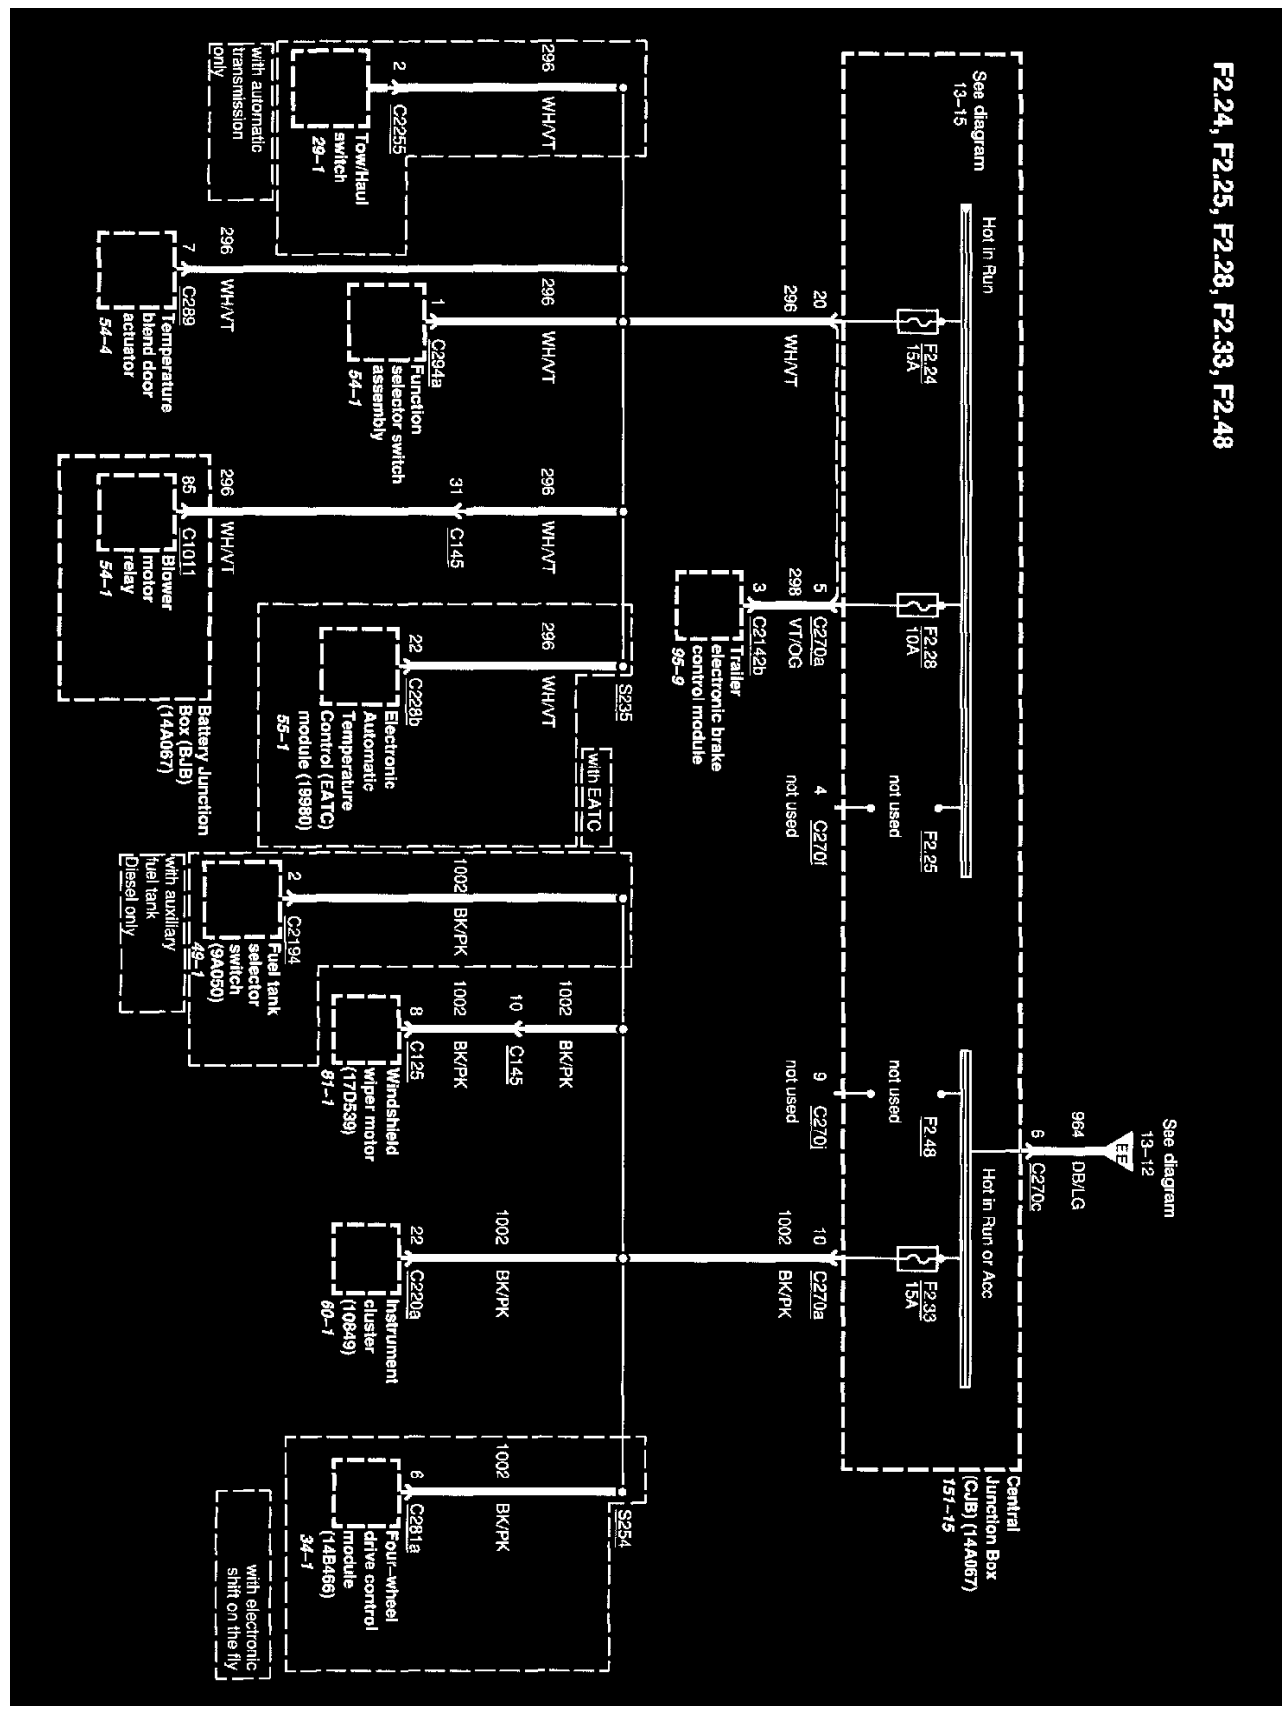 F2.24, F2.25, F2.28, F2.33, F2.48
See diagram
13–12
EE
964 DB/LG
6 C270c
Central
Junction Box
(CJB) (14A067)
151–15
See diagram
13–15
Hot in Run
Hot in Run or Acc
F2.24
15A
F2.28
10A
F2.25
not used
F2.48
not used
F2.33
15A
20
296 WH/VT
5 C270a
298 VT/OG
3 C2142b
Trailer
electronic brake
control module
95–9
4 C270f
not used
9 C270j
not used
10 C270a
1002 BK/PK
S235
S254
with EATC
296 WH/VT
2 C2255
Tow/Haul
switch
29–1
with automatic
transmission
only
296 WH/VT
1 C294a
Function
selector switch
assembly
54–1
296 WH/VT
7 C289
Temperature
blend door
actuator
54–4
296 WH/VT
31 C145
296 WH/VT
85 C1011
Blower
motor
relay
54–1
Battery Junction
Box (BJB)
(14A067)
296 WH/VT
22 C228b
Electronic
Automatic
Temperature
Control (EATC)
module (19980)
55–1
1002 BK/PK
2 C2194
Fuel tank
selector
switch
(9A050)
49–1
with auxiliary
fuel tank
Diesel only
1002 BK/PK
10 C145
1002 BK/PK
8 C125
Windshield
wiper motor
(17D539)
81–1
1002 BK/PK
22 C220a
Instrument
cluster
(10849)
60–1
1002 BK/PK
6 C281a
Four–wheel
drive control
module
(14B466)
34–1
with electronic
shift on the fly